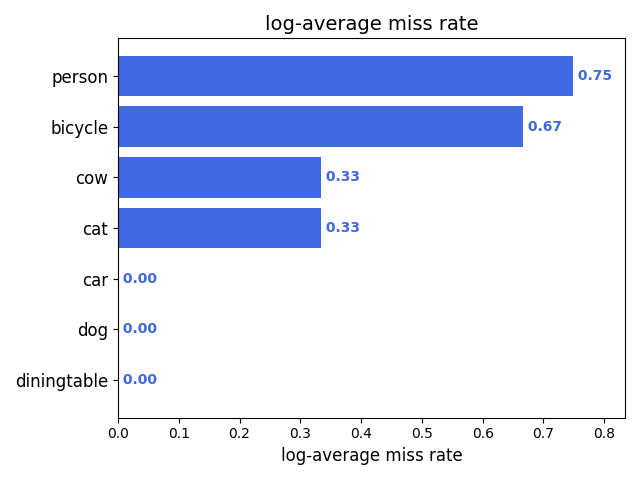 log-average miss rate
person 0.75
bicycle 0.67
cow 0.33
cat 0.33
car 0.00
dog 0.00
diningtable 0.00
0.0 0.1 0.2 0.3 0.4 0.5 0.6 0.7 0.8
log-average miss rate